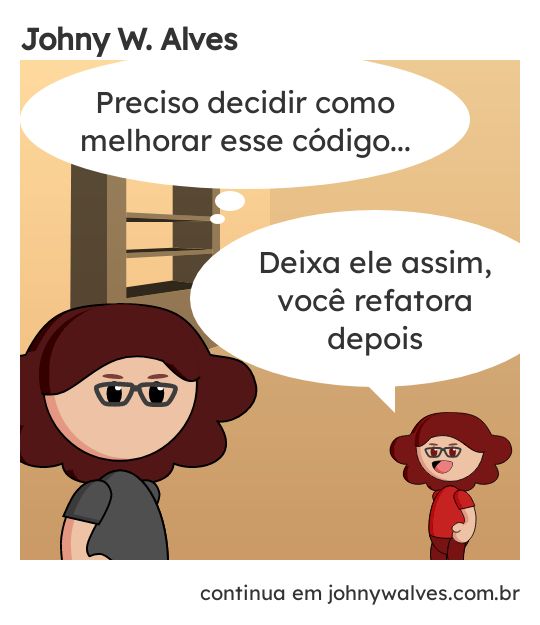 Johny W. Alves
Preciso decidir como
melhorar esse código...
Deixa ele assim,
você refatora
depois
continua em johnywalves.com.br